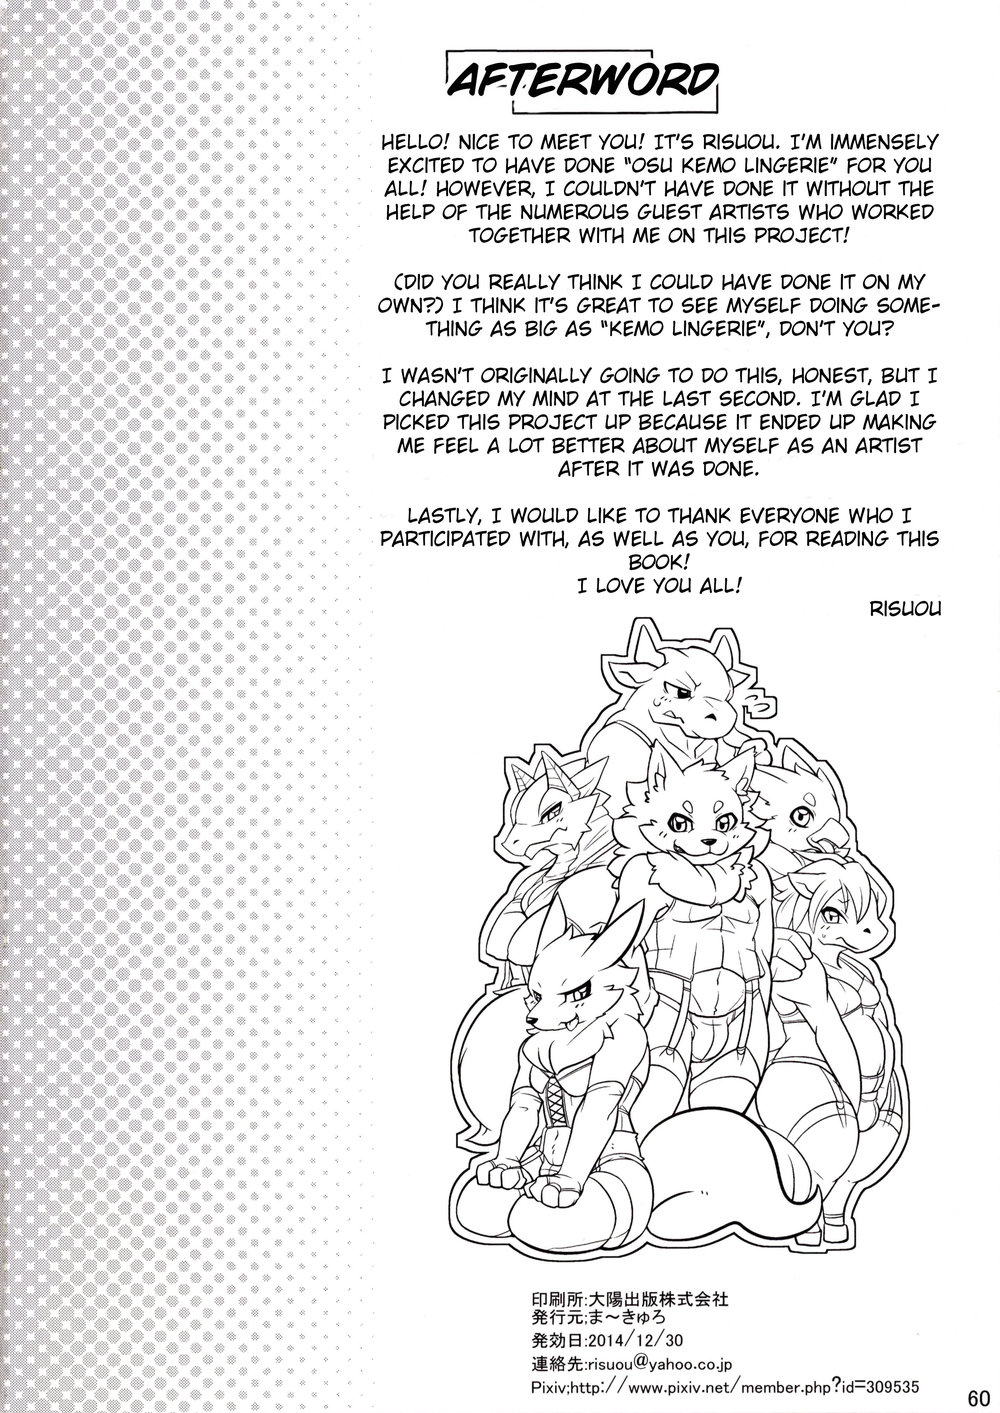 AFTERWORD
HELLO! NICE TO MEET YOU! IT'S RISUOU. I'M IMMENSELY
EXCITED TO HAVE DONE "OSU KEMO LINGERIE" FOR YOU
ALL! HOWEVER, I COULDN'T HAVE DONE IT WITHOUT THE
HELP OF THE NUMEROUS GUEST ARTISTS WHO WORKED
TOGETHER WITH ME ON THIS PROJECT!
(DID YOU REALLY THINK I COULD HAVE DONE IT ON MY
OWN?) I THINK IT'S GREAT TO SEE MYSELF DOING SOME-
THING AS BIG AS "KEMO LINGERIE", DON'T YOU?
I WASN'T ORIGINALLY GOING TO DO THIS, HONEST, BUT I
CHANGED MY MIND AT THE LAST SECOND. I'M GLAD I
PICKED THIS PROJECT UP BECAUSE IT ENDED UP MAKING
ME FEEL A LOT BETTER ABOUT MYSELF AS AN ARTIST
AFTER IT WAS DONE.
LASTLY, I WOULD LIKE TO THANK EVERYONE WHO I
PARTICIPATED WITH, AS WELL AS YOU, FOR READING THIS
BOOK!
I LOVE YOU ALL!
RISUOU
印刷所:大陽出版株式会社
発行元;ま～きゅろ
発効日:2014/12/30
連絡先:risuou@yahoo.co.jp
Pixiv;http://www.pixiv.net/member.php?id=309535
60